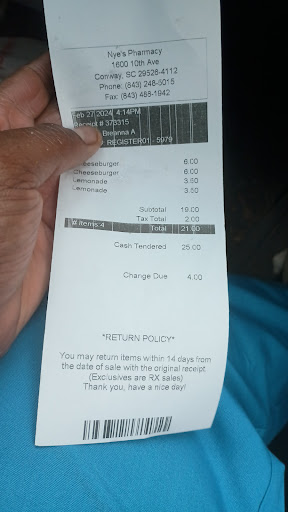 Nye's Pharmacy
1600 10th Ave
Conway, SC 29526-4112
Phone: (843) 248-5015
Fax: (843) 488-1942
Feb 27 2024 4:14PM
Receipt # 373315
Breanna A
REGISTER01 - 5979
Cheeseburger 6.00
Cheeseburger 6.00
Lemonade 3.50
Lemonade 3.50
Subtotal 19.00
Tax Total 2.00
# Items 4 Total 21.00
Cash Tendered 25.00
Change Due 4.00
*RETURN POLICY*
You may return items within 14 days from
the date of sale with the original receipt.
(Exclusives are RX sales)
Thank you, have a nice day!